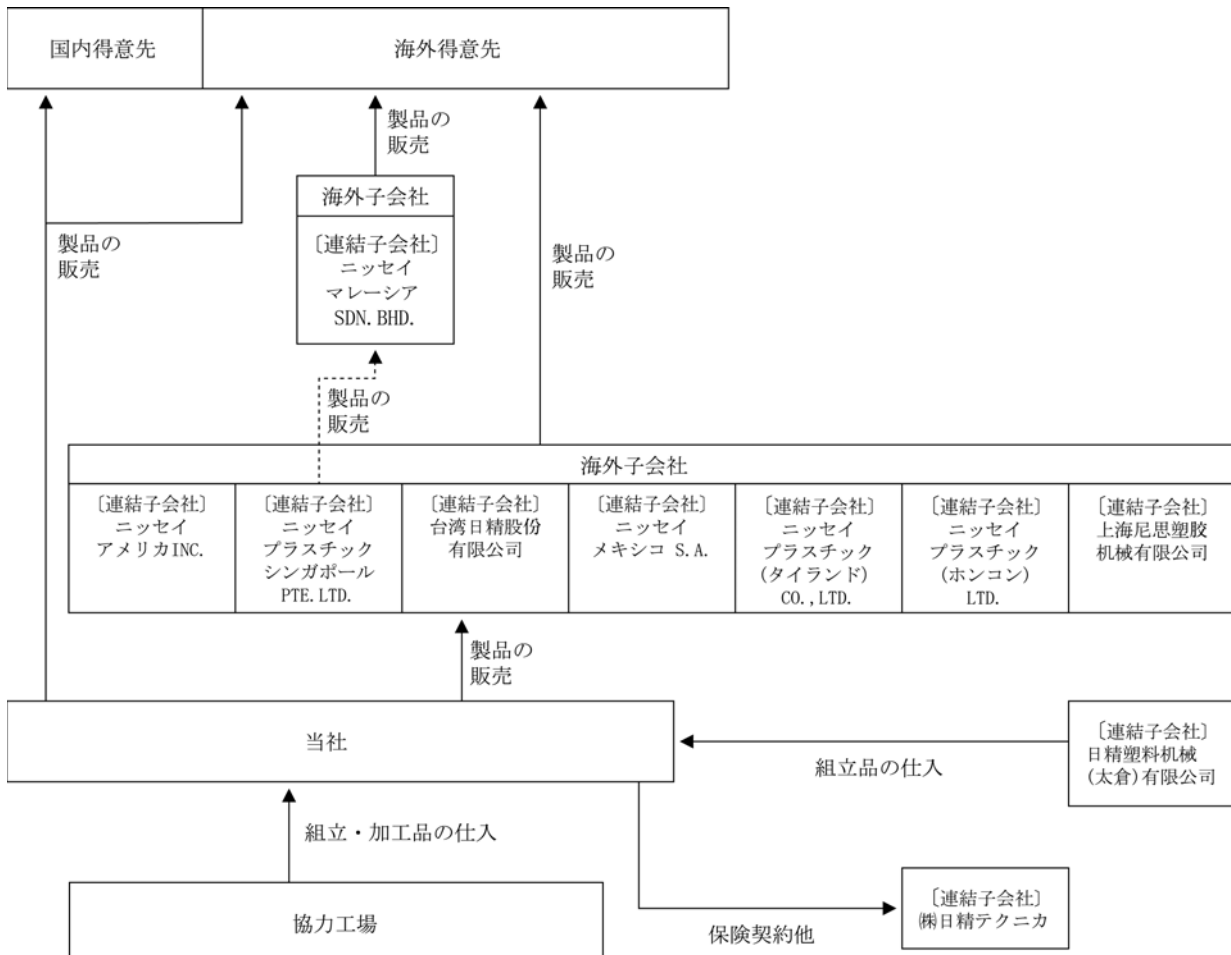 国内得意先
海外得意先
製品の
販売
海外子会社
〔連結子会社〕
ニッセイ
マレーシア
SDN.BHD.
製品の
販売
製品の
販売
製品の
販売
海外子会社
〔連結子会社〕
ニッセイ
アメリカINC.
〔連結子会社〕
ニッセイ
プラスチック
シンガポール
PTE.LTD.
〔連結子会社〕
台湾日精股份
有限公司
〔連結子会社〕
ニッセイ
メキシコ S.A.
〔連結子会社〕
ニッセイ
プラスチック
(タイランド)
CO.,LTD.
〔連結子会社〕
ニッセイ
プラスチック
(ホンコン)
LTD.
〔連結子会社〕
上海尼思塑胶
机械有限公司
製品の
販売
当社
組立品の仕入
〔連結子会社〕
日精塑料机械
(太倉)有限公司
組立・加工品の仕入
協力工場
保険契約他
〔連結子会社〕
㈱日精テクニカ